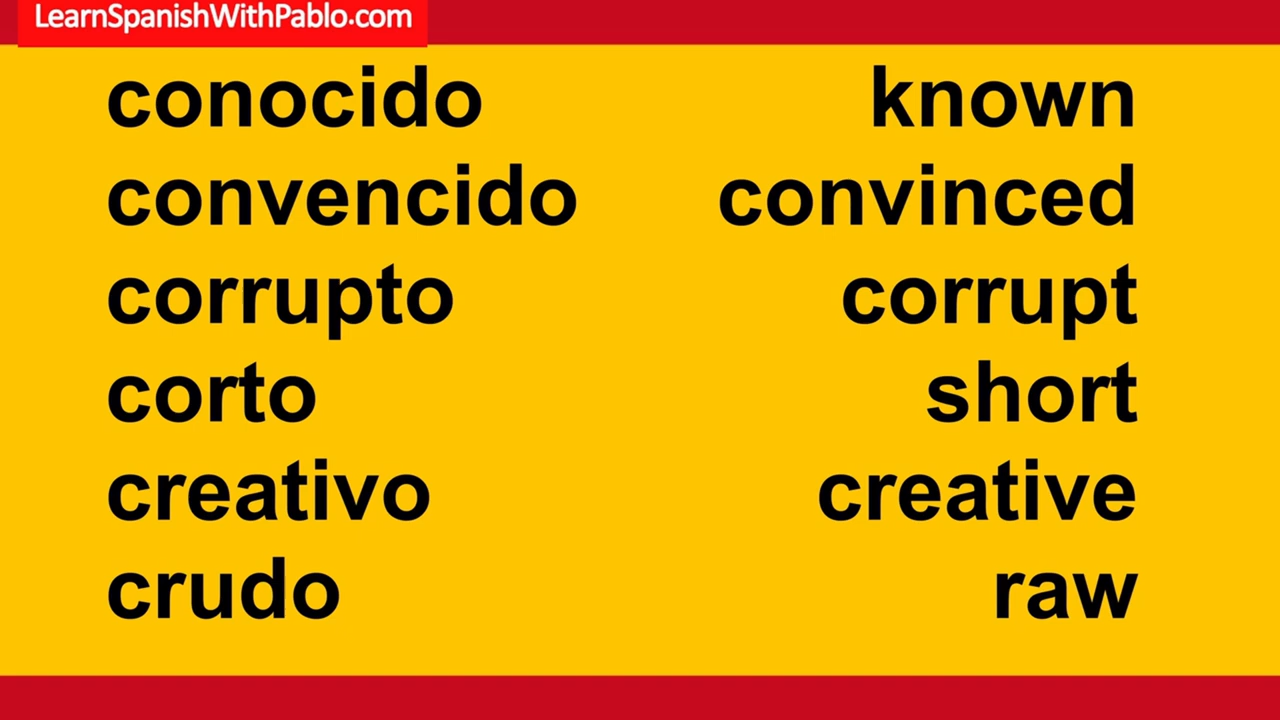 LearnSpanishWithPablo.com
conocido known
convencido convinced
corrupto corrupt
corto short
creativo creative
crudo raw